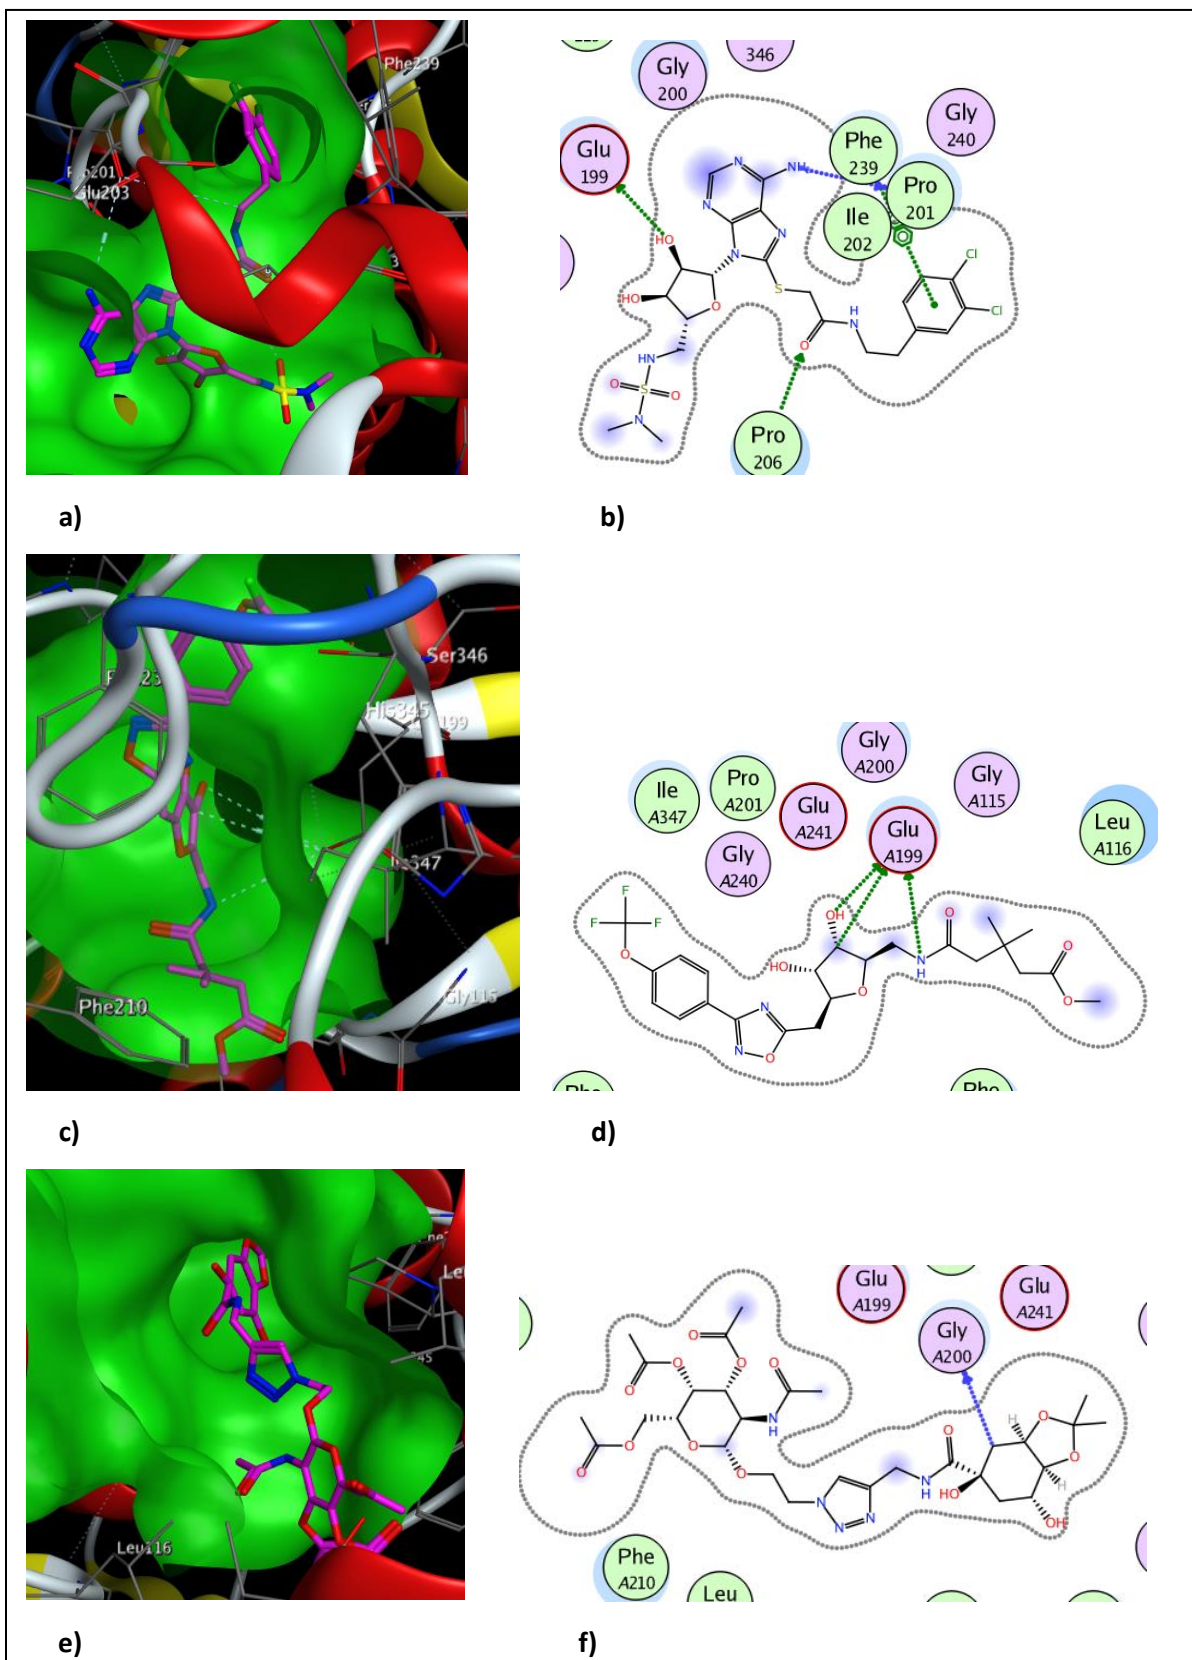 Phe239
Pro201
Glu203
a)
Gly
200
346
Glu
199
Phe
239
Gly
240
Pro
201
Ile
202
N
N
NH
N
N
N
N
HO
HO
O
S
O
H
N
Cl
Cl
HN
O
S
O
N
Pro
206
b)
Ser346
His345
199
Phe210
Gly115
c)
Gly
A200
Ile
A347
Pro
A201
Glu
A241
Gly
A115
Glu
A199
Leu
A116
Gly
A240
F
F
F
O
OH
HO
O
N
H
O
O
O
N
N
O
Phe
Phe
d)
Leu116
e)
Glu
A199
Glu
A241
Gly
A200
O
O
O
O
O
O
N
H
O
O
O
O
O
N
N
N
O
N
H
HO
H
O
O
H
OH
Phe
A210
Leu
f)